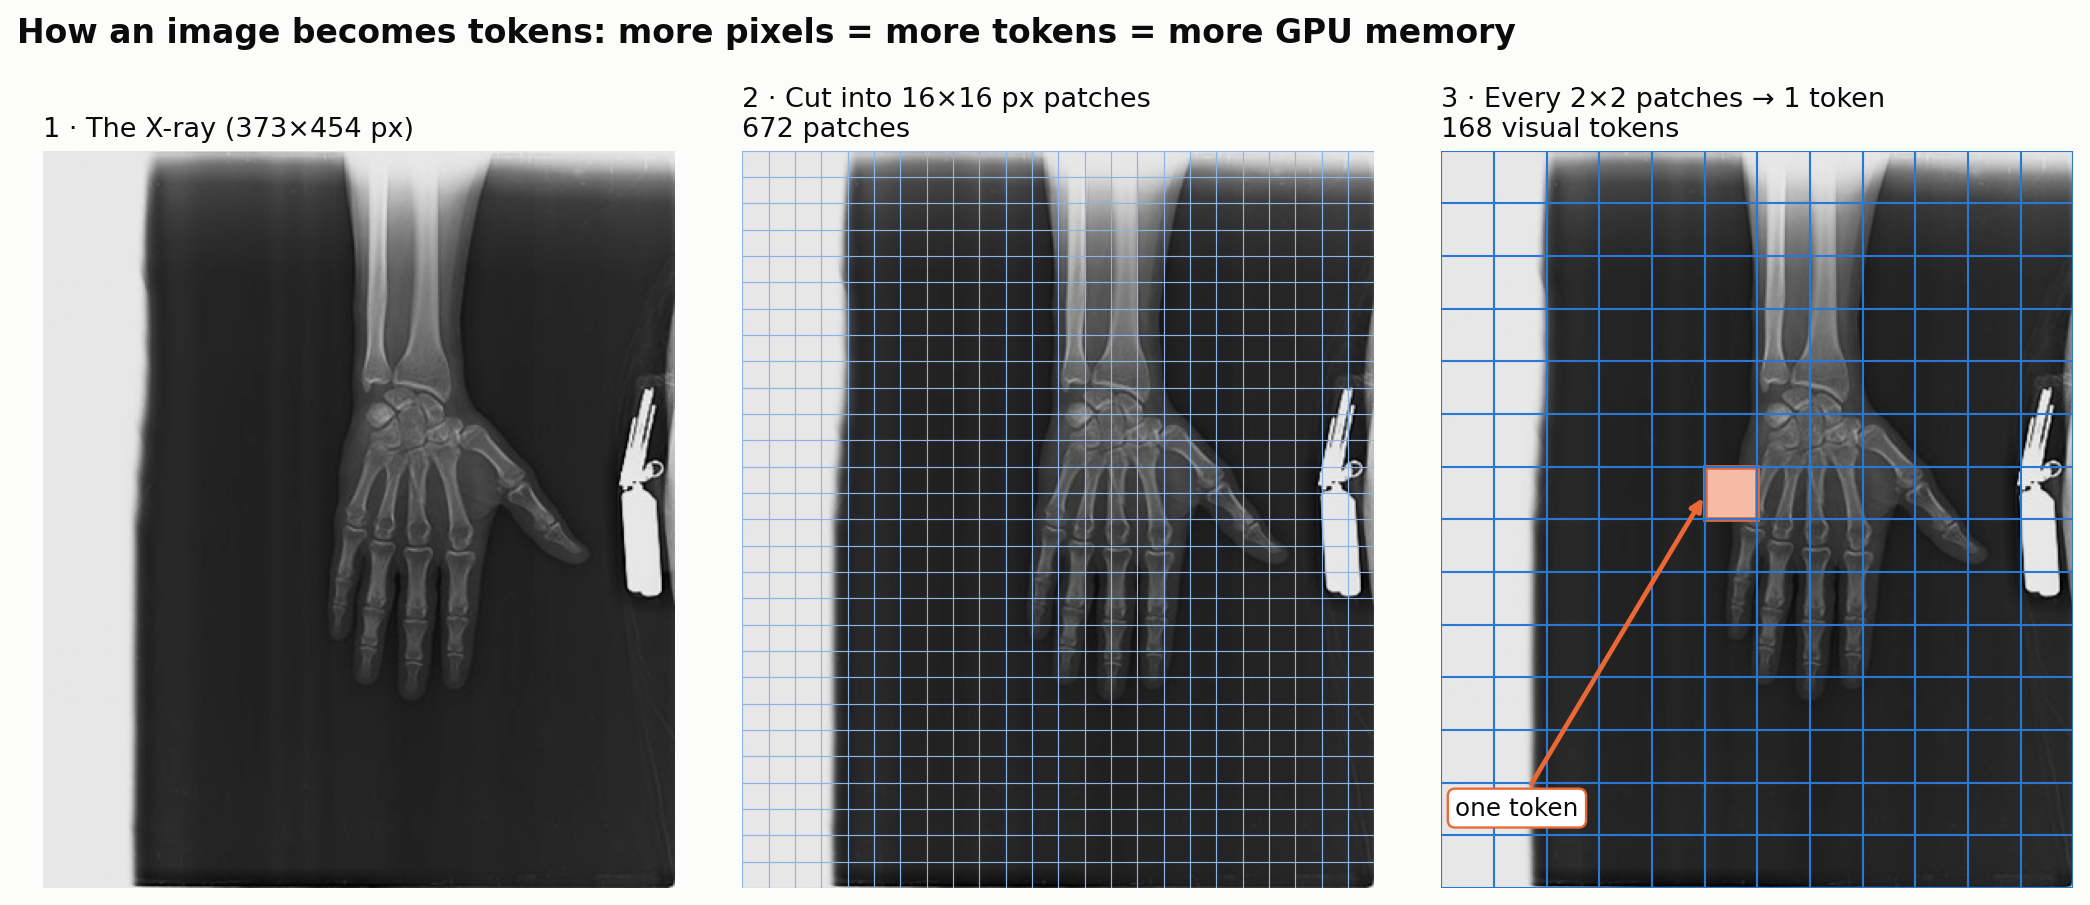 How an image becomes tokens: more pixels = more tokens = more GPU memory
1 · The X-ray (373×454 px)
2 · Cut into 16×16 px patches
672 patches
3 · Every 2×2 patches → 1 token
168 visual tokens
one token